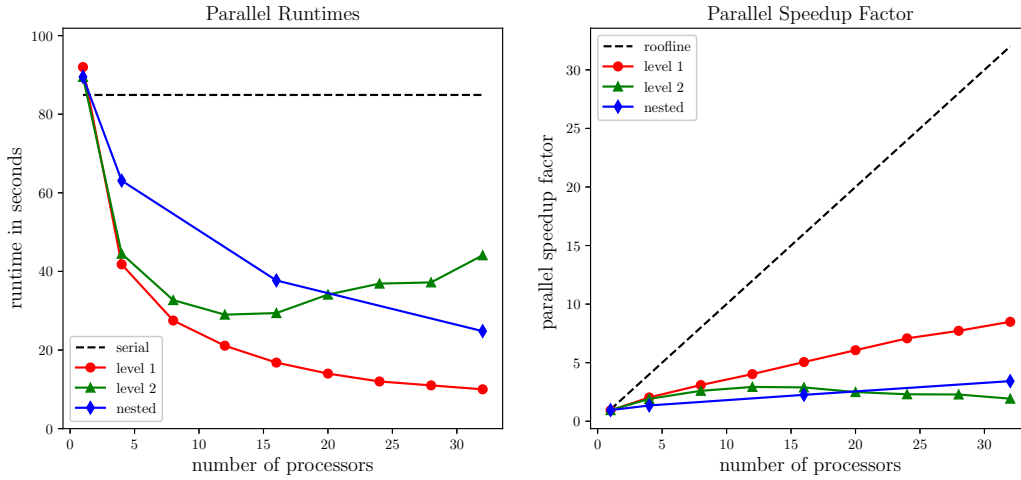 Parallel Runtimes
100
80
60
40
20
0
runtime in seconds
serial
level 1
level 2
nested
0 5 10 15 20 25 30
number of processors
Parallel Speedup Factor
30
25
20
15
10
5
0
parallel speedup factor
roofline
level 1
level 2
nested
0 5 10 15 20 25 30
number of processors